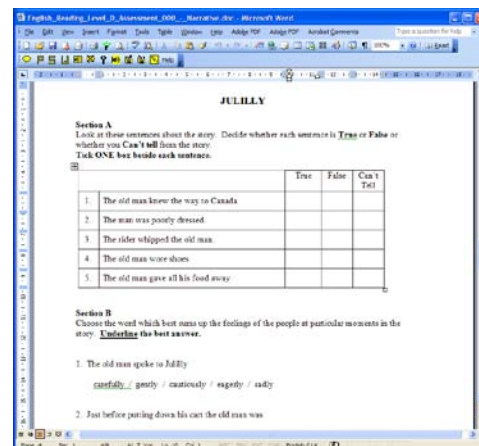 English_Reading_Level_D_Assessment_000_-_Narrative.doc - Microsoft Word
File Edit View Insert Format Tools Table Window Help Adobe PDF Adobe PDF Acrobat Comments Type a question for help
JULILLY
Section A
Look at these sentences about the story. Decide whether each sentence is True or False or
whether you Can't tell from the story.
Tick ONE box beside each sentence.
True False Can't
Tell
1. The old man knew the way to Canada
2. The man was poorly dressed.
3. The rider whipped the old man.
4. The old man wore shoes
5. The old man gave all his food away
Section B
Choose the word which best sums up the feelings of the people at particular moments in the
story. Underline the best answer.
1. The old man spoke to Julilly
carefully / gently / cautiously / eagerly / sadly
2. Just before putting down his cart the old man was